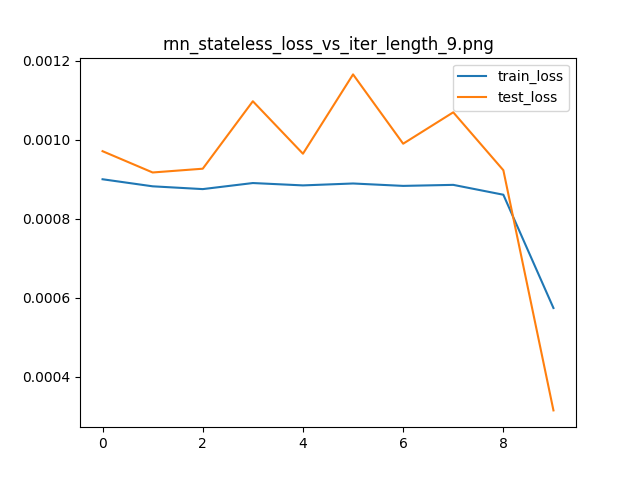 rnn_stateless_loss_vs_iter_length_9.png
train_loss
test_loss
0.0012
0.0010
0.0008
0.0006
0.0004
0 2 4 6 8